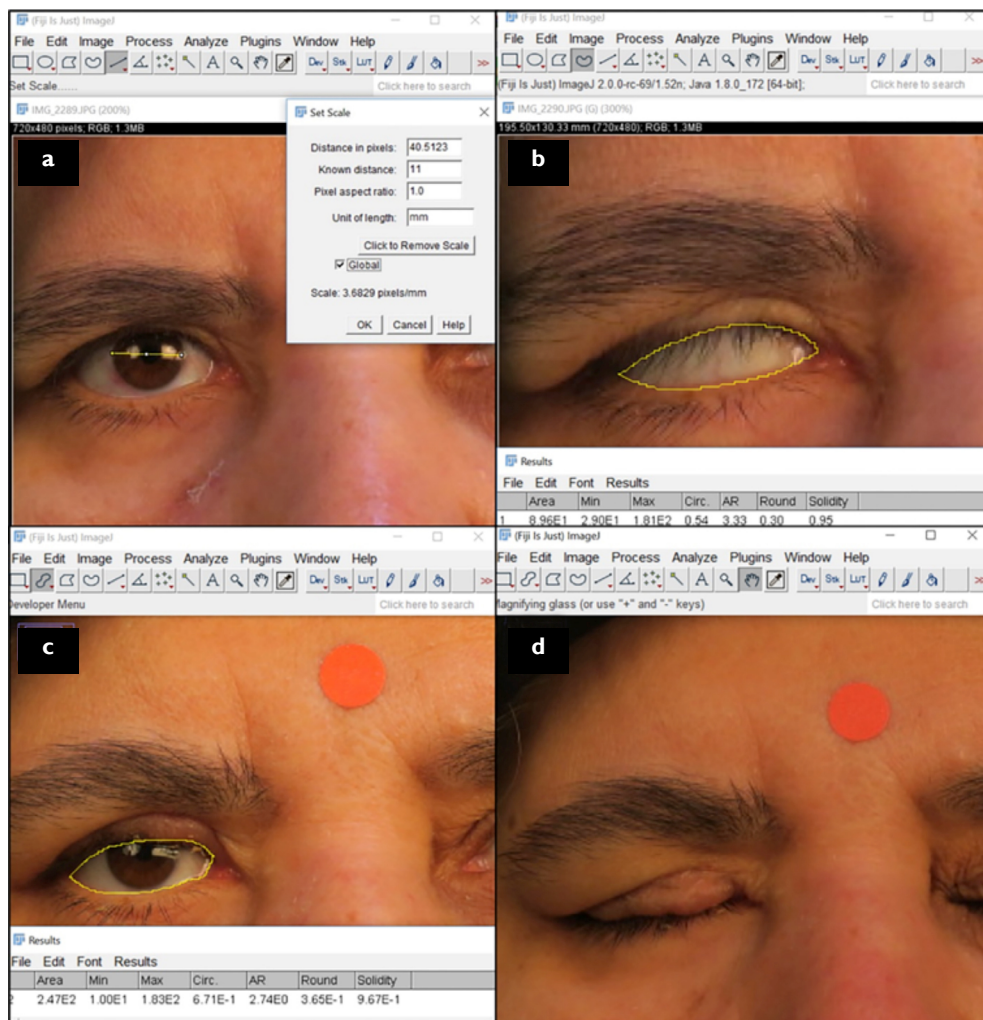 (Fiji Is Just) ImageJ
File Edit Image Process Analyze Plugins Window Help
Dev Stk LUT >>
Set Scale...... Click here to search
IMG_2289.JPG (200%)
720x480 pixels; RGB; 1.3MB
a
Set Scale
Distance in pixels: 40.5123
Known distance: 11
Pixel aspect ratio: 1.0
Unit of length: mm
Click to Remove Scale
Global
Scale: 3.6829 pixels/mm
OK Cancel Help
(Fiji Is Just) ImageJ
File Edit Image Process Analyze Plugins Window Help
Dev Stk LUT >>
(Fiji Is Just) ImageJ 2.0.0-rc-69/1.52n; Java 1.8.0_172 [64-bit]; Click here to search
IMG_2290.JPG (G) (300%)
195.50x130.33 mm (720x480); RGB; 1.3MB
b
Results
File Edit Font Results
Area Min Max Circ. AR Round Solidity
1 8.96E1 2.90E1 1.81E2 0.54 3.33 0.30 0.95
(Fiji Is Just) ImageJ
File Edit Image Process Analyze Plugins Window Help
Dev Stk LUT >>
Developer Menu Click here to search
c
Results
File Edit Font Results
Area Min Max Circ. AR Round Solidity
2.47E2 1.00E1 1.83E2 6.71E-1 2.74E0 3.65E-1 9.67E-1
(Fiji Is Just) ImageJ
File Edit Image Process Analyze Plugins Window Help
Dev Stk LUT >>
Magnifying glass (or use "+" and "-" keys) Click here to search
d